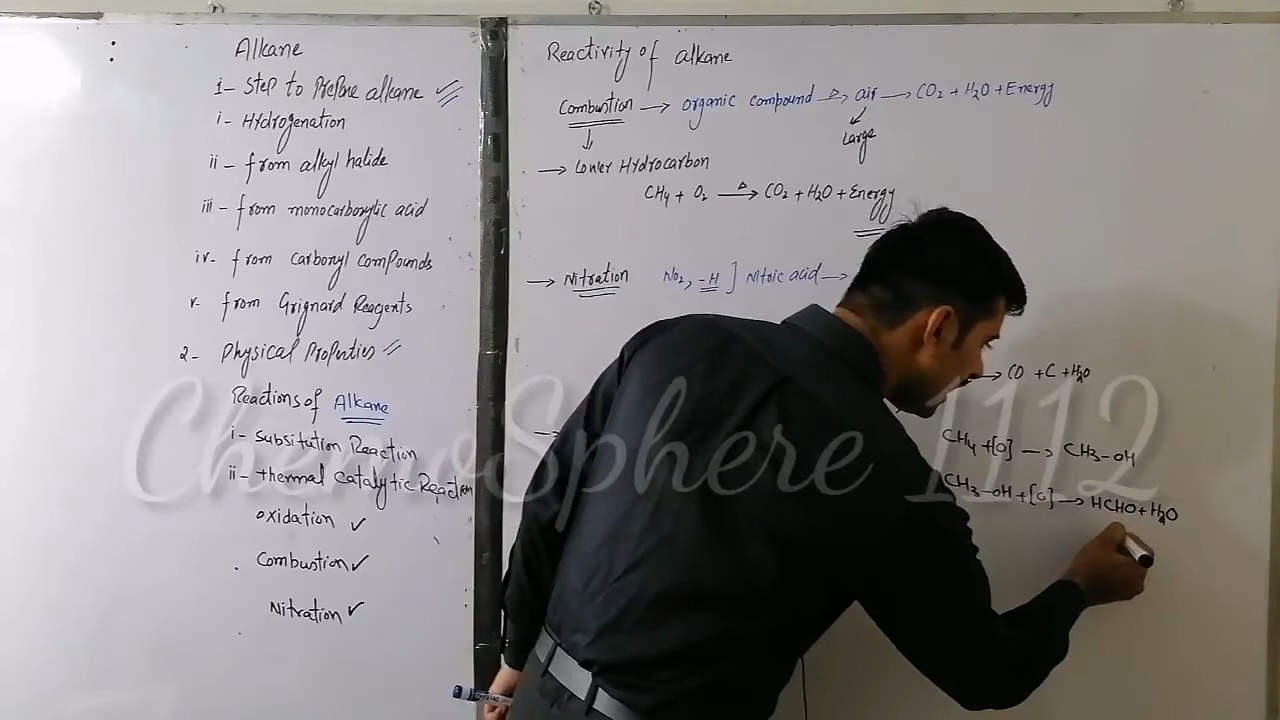 Alkane
1- Step to Prepare alkane
i- Hydrogenation
ii- from alkyl halide
iii- from monocarboxylic acid
iv- from carbonyl compounds
v- from Grignard Reagents
2- Physical Properties
Reactions of Alkane
i- Subsitution Reaction
ii- thermal Catalytic Reaction
Oxidation ✓
Combustion ✓
Nitration ✓
Reactivity of alkane
Combustion → organic compound △→ air → CO2 + H2O + Energy
Large
→ Lower Hydrocarbon
CH4 + O2 △→ CO2 + H2O + Energy
→ Nitration NO2, -H ] Nitric acid →
→ CO + C + H2O
CH4 + [O] → CH3-OH
CH3-OH + [O] → HCHO + H2O
ChemoSphere 1112